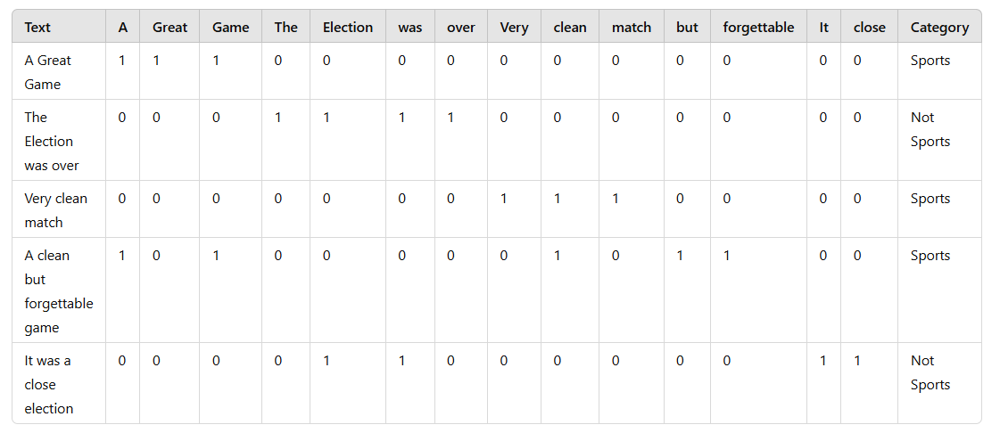 Text A Great Game The Election was over Very clean match but forgettable It close Category
A Great 1 1 1 0 0 0 0 0 0 0 0 0 0 0 Sports
Game
The 0 0 0 1 1 1 1 0 0 0 0 0 0 0 Not
Election Sports
was over
Very clean 0 0 0 0 0 0 0 1 1 1 0 0 0 0 Sports
match
A clean 1 0 1 0 0 0 0 0 1 0 1 1 0 0 Sports
but
forgettable
game
It was a 0 0 0 0 1 1 0 0 0 0 0 0 1 1 Not
close Sports
election